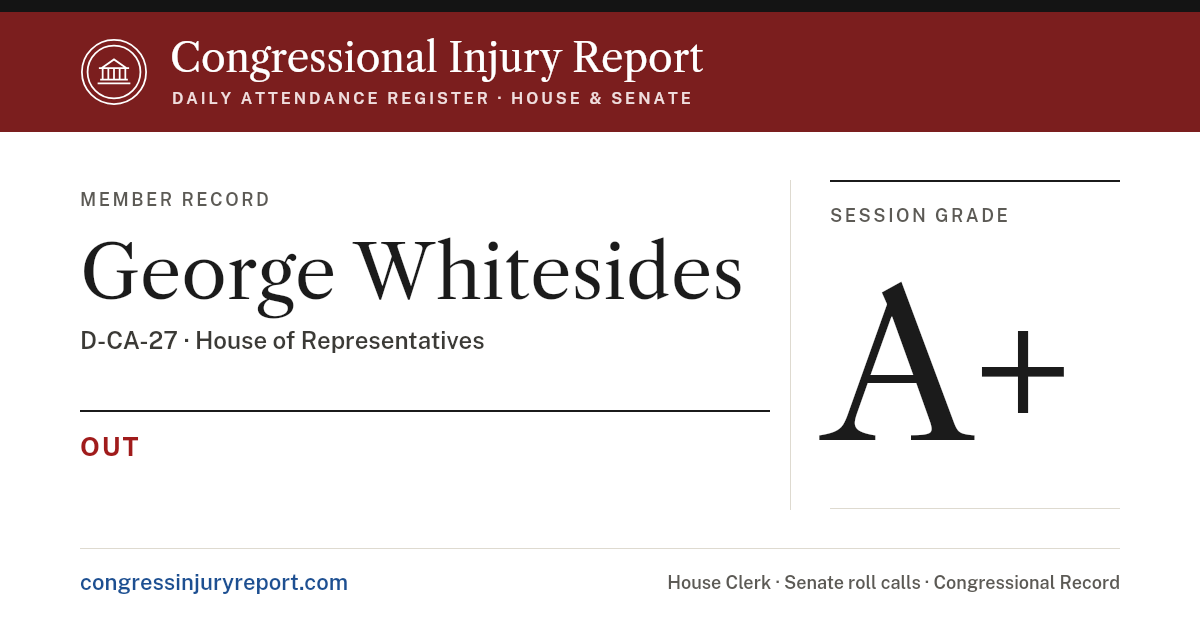 Congressional Injury Report
DAILY ATTENDANCE REGISTER · HOUSE & SENATE
MEMBER RECORD
George Whitesides
D-CA-27 · House of Representatives
OUT
SESSION GRADE
A+
congressinjuryreport.com
House Clerk · Senate roll calls · Congressional Record